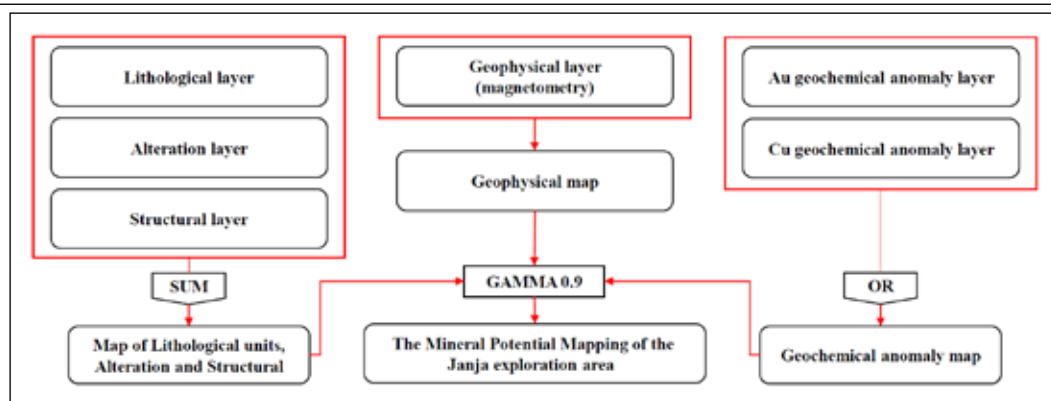 Lithological layer
Alteration layer
Structural layer
SUM
Map of Lithological units,
Alteration and Structural
Geophysical layer
(magnetometry)
Geophysical map
GAMMA 0.9
The Mineral Potential Mapping of the
Janja exploration area
Au geochemical anomaly layer
Cu geochemical anomaly layer
OR
Geochemical anomaly map